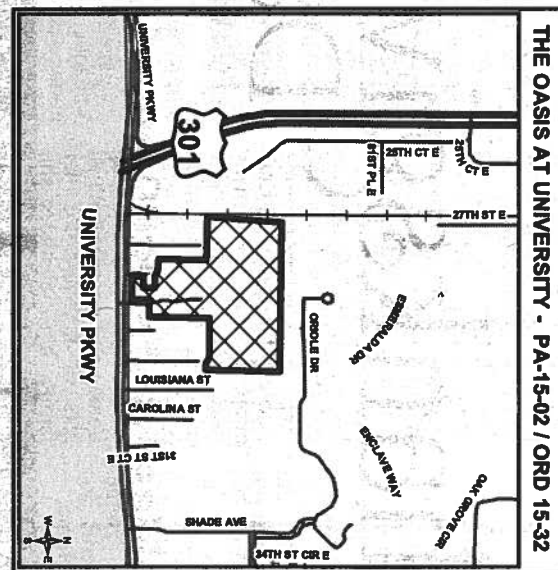 THE OASIS AT UNIVERSITY - PA-15-02 / ORD 15-32
UNIVERSITY PKWY
301
25TH CT E
25TH CT E
81ST PL E
27TH ST E
ESMERALDA DR
ORIOLE DR
UNIVERSITY PKWY
LOUISIANA ST
CAROLINA ST
ENCLAVE WAY
31ST ST CT E
OAK GROVE CIR
SHADE AVE
34TH ST CIR E
N
W
E
S